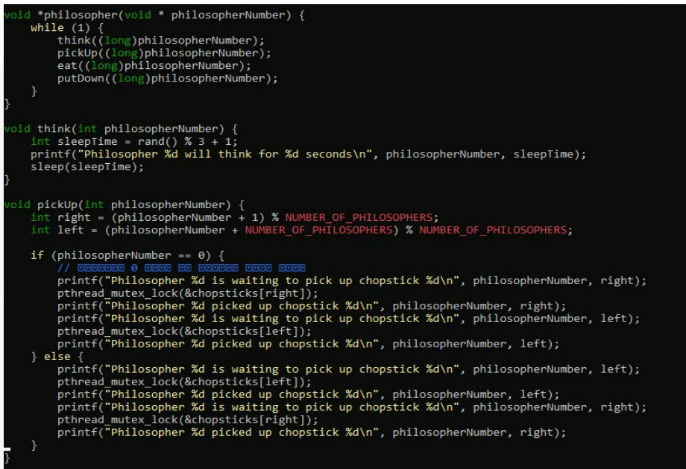 void *philosopher(void * philosopherNumber) {
while (1) {
think((long)philosopherNumber);
pickUp((long)philosopherNumber);
eat((long)philosopherNumber);
putDown((long)philosopherNumber);
}
}
void think(int philosopherNumber) {
int sleepTime = rand() % 3 + 1;
printf("Philosopher %d will think for %d seconds\n", philosopherNumber, sleepTime);
sleep(sleepTime);
}
void pickUp(int philosopherNumber) {
int right = (philosopherNumber + 1) % NUMBER_OF_PHILOSOPHERS;
int left = (philosopherNumber + NUMBER_OF_PHILOSOPHERS) % NUMBER_OF_PHILOSOPHERS;
if (philosopherNumber == 0) {
// 0
printf("Philosopher %d is waiting to pick up chopstick %d\n", philosopherNumber, right);
pthread_mutex_lock(&chopsticks[right]);
printf("Philosopher %d picked up chopstick %d\n", philosopherNumber, right);
printf("Philosopher %d is waiting to pick up chopstick %d\n", philosopherNumber, left);
pthread_mutex_lock(&chopsticks[left]);
printf("Philosopher %d picked up chopstick %d\n", philosopherNumber, left);
} else {
printf("Philosopher %d is waiting to pick up chopstick %d\n", philosopherNumber, left);
pthread_mutex_lock(&chopsticks[left]);
printf("Philosopher %d picked up chopstick %d\n", philosopherNumber, left);
printf("Philosopher %d is waiting to pick up chopstick %d\n", philosopherNumber, right);
pthread_mutex_lock(&chopsticks[right]);
printf("Philosopher %d picked up chopstick %d\n", philosopherNumber, right);
}
}